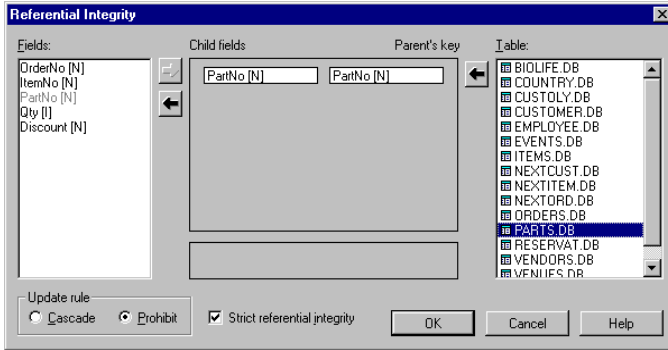 Referential Integrity
Fields:
Child fields
Parent's key
Table:
OrderNo [N]
ItemNo [N]
PartNo [N]
Qty [I]
Discount [N]
PartNo [N]
PartNo [N]
BIOLIFE.DB
COUNTRY.DB
CUSTOLY.DB
CUSTOMER.DB
EMPLOYEE.DB
EVENTS.DB
ITEMS.DB
NEXTCUST.DB
NEXTITEM.DB
NEXTORD.DB
ORDERS.DB
PARTS.DB
RESERVAT.DB
VENDORS.DB
VENUES.DB
Update rule
Cascade
Prohibit
Strict referential integrity
OK
Cancel
Help